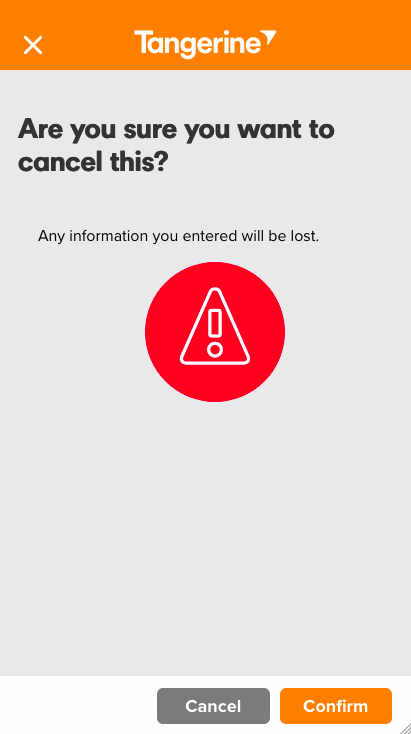 Tangerine
Are you sure you want to
cancel this?
Any information you entered will be lost.
Cancel
Confirm